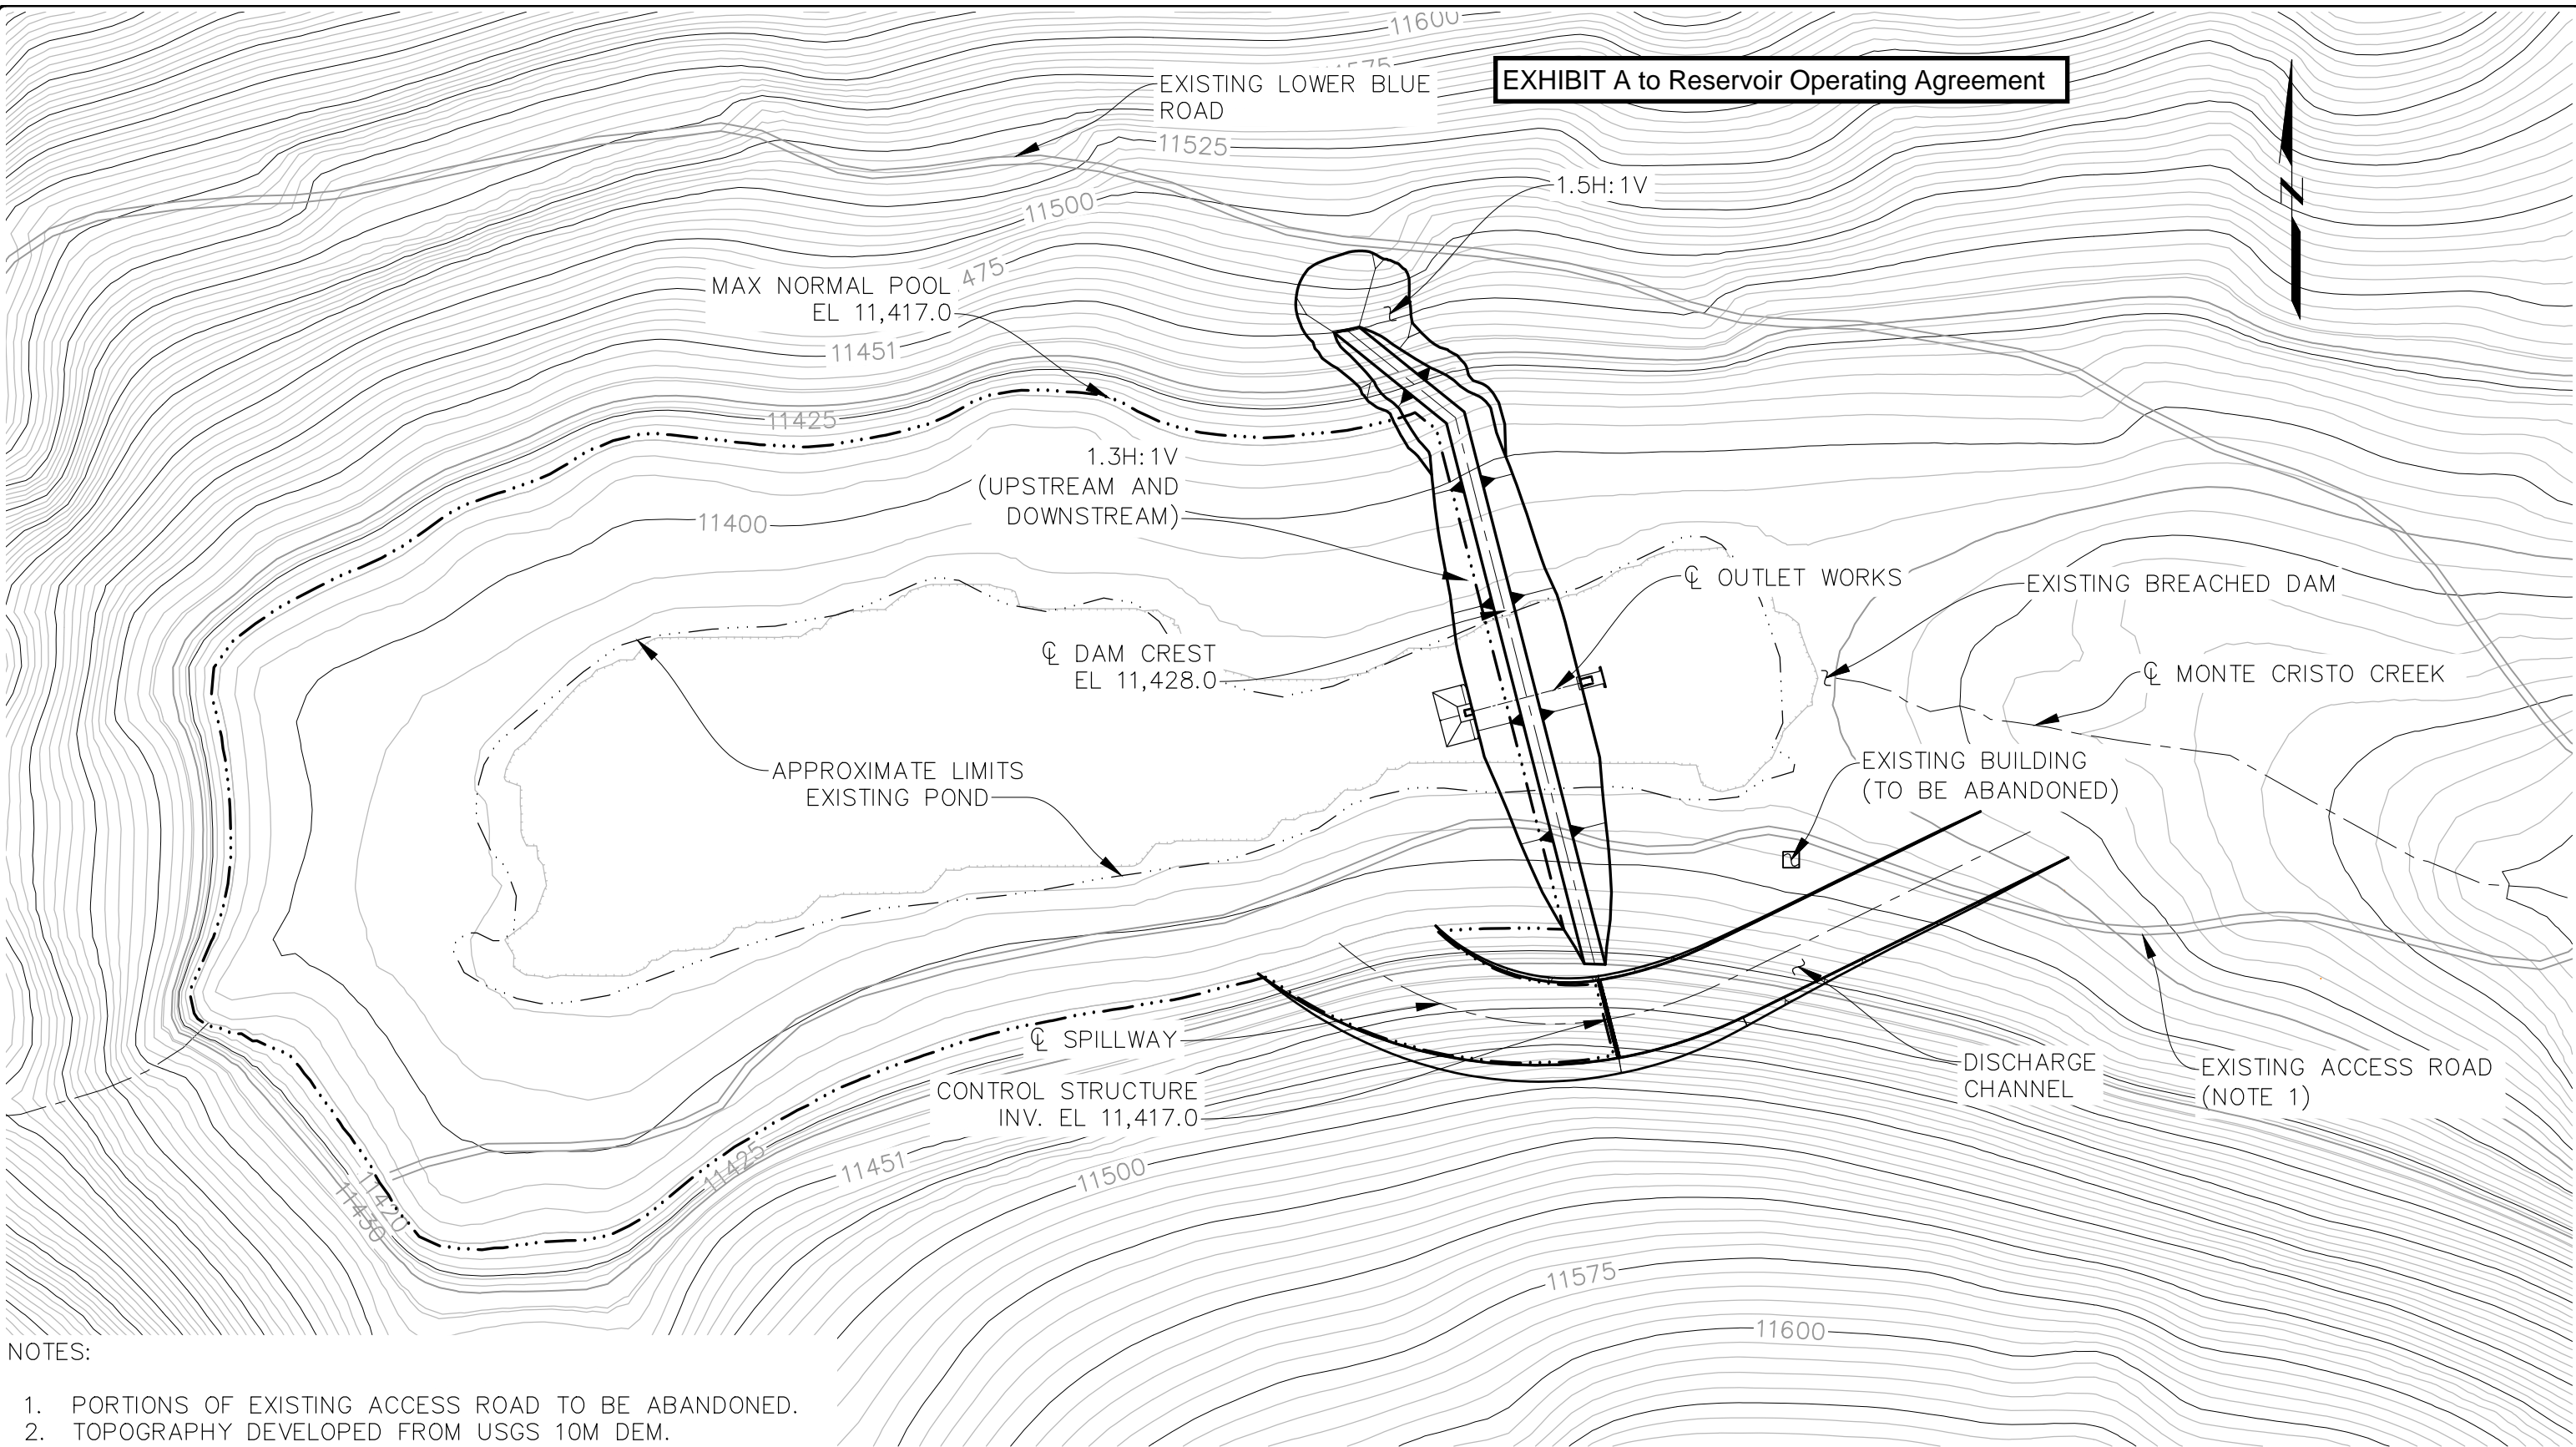 11600
11575
EXHIBIT A to Reservoir Operating Agreement
EXISTING LOWER BLUE
ROAD
11525
1.5H:1V
N
11500
475
MAX NORMAL POOL
EL 11,417.0
11451
11425
1.3H:1V
(UPSTREAM AND
DOWNSTREAM)
11400
℄ OUTLET WORKS
EXISTING BREACHED DAM
℄ DAM CREST
EL 11,428.0
℄ MONTE CRISTO CREEK
APPROXIMATE LIMITS
EXISTING POND
EXISTING BUILDING
(TO BE ABANDONED)
℄ SPILLWAY
CONTROL STRUCTURE
INV. EL 11,417.0
DISCHARGE
CHANNEL
EXISTING ACCESS ROAD
(NOTE 1)
11425
11451
11500
11420
11430
11575
11600
NOTES:
1. PORTIONS OF EXISTING ACCESS ROAD TO BE ABANDONED.
2. TOPOGRAPHY DEVELOPED FROM USGS 10M DEM.